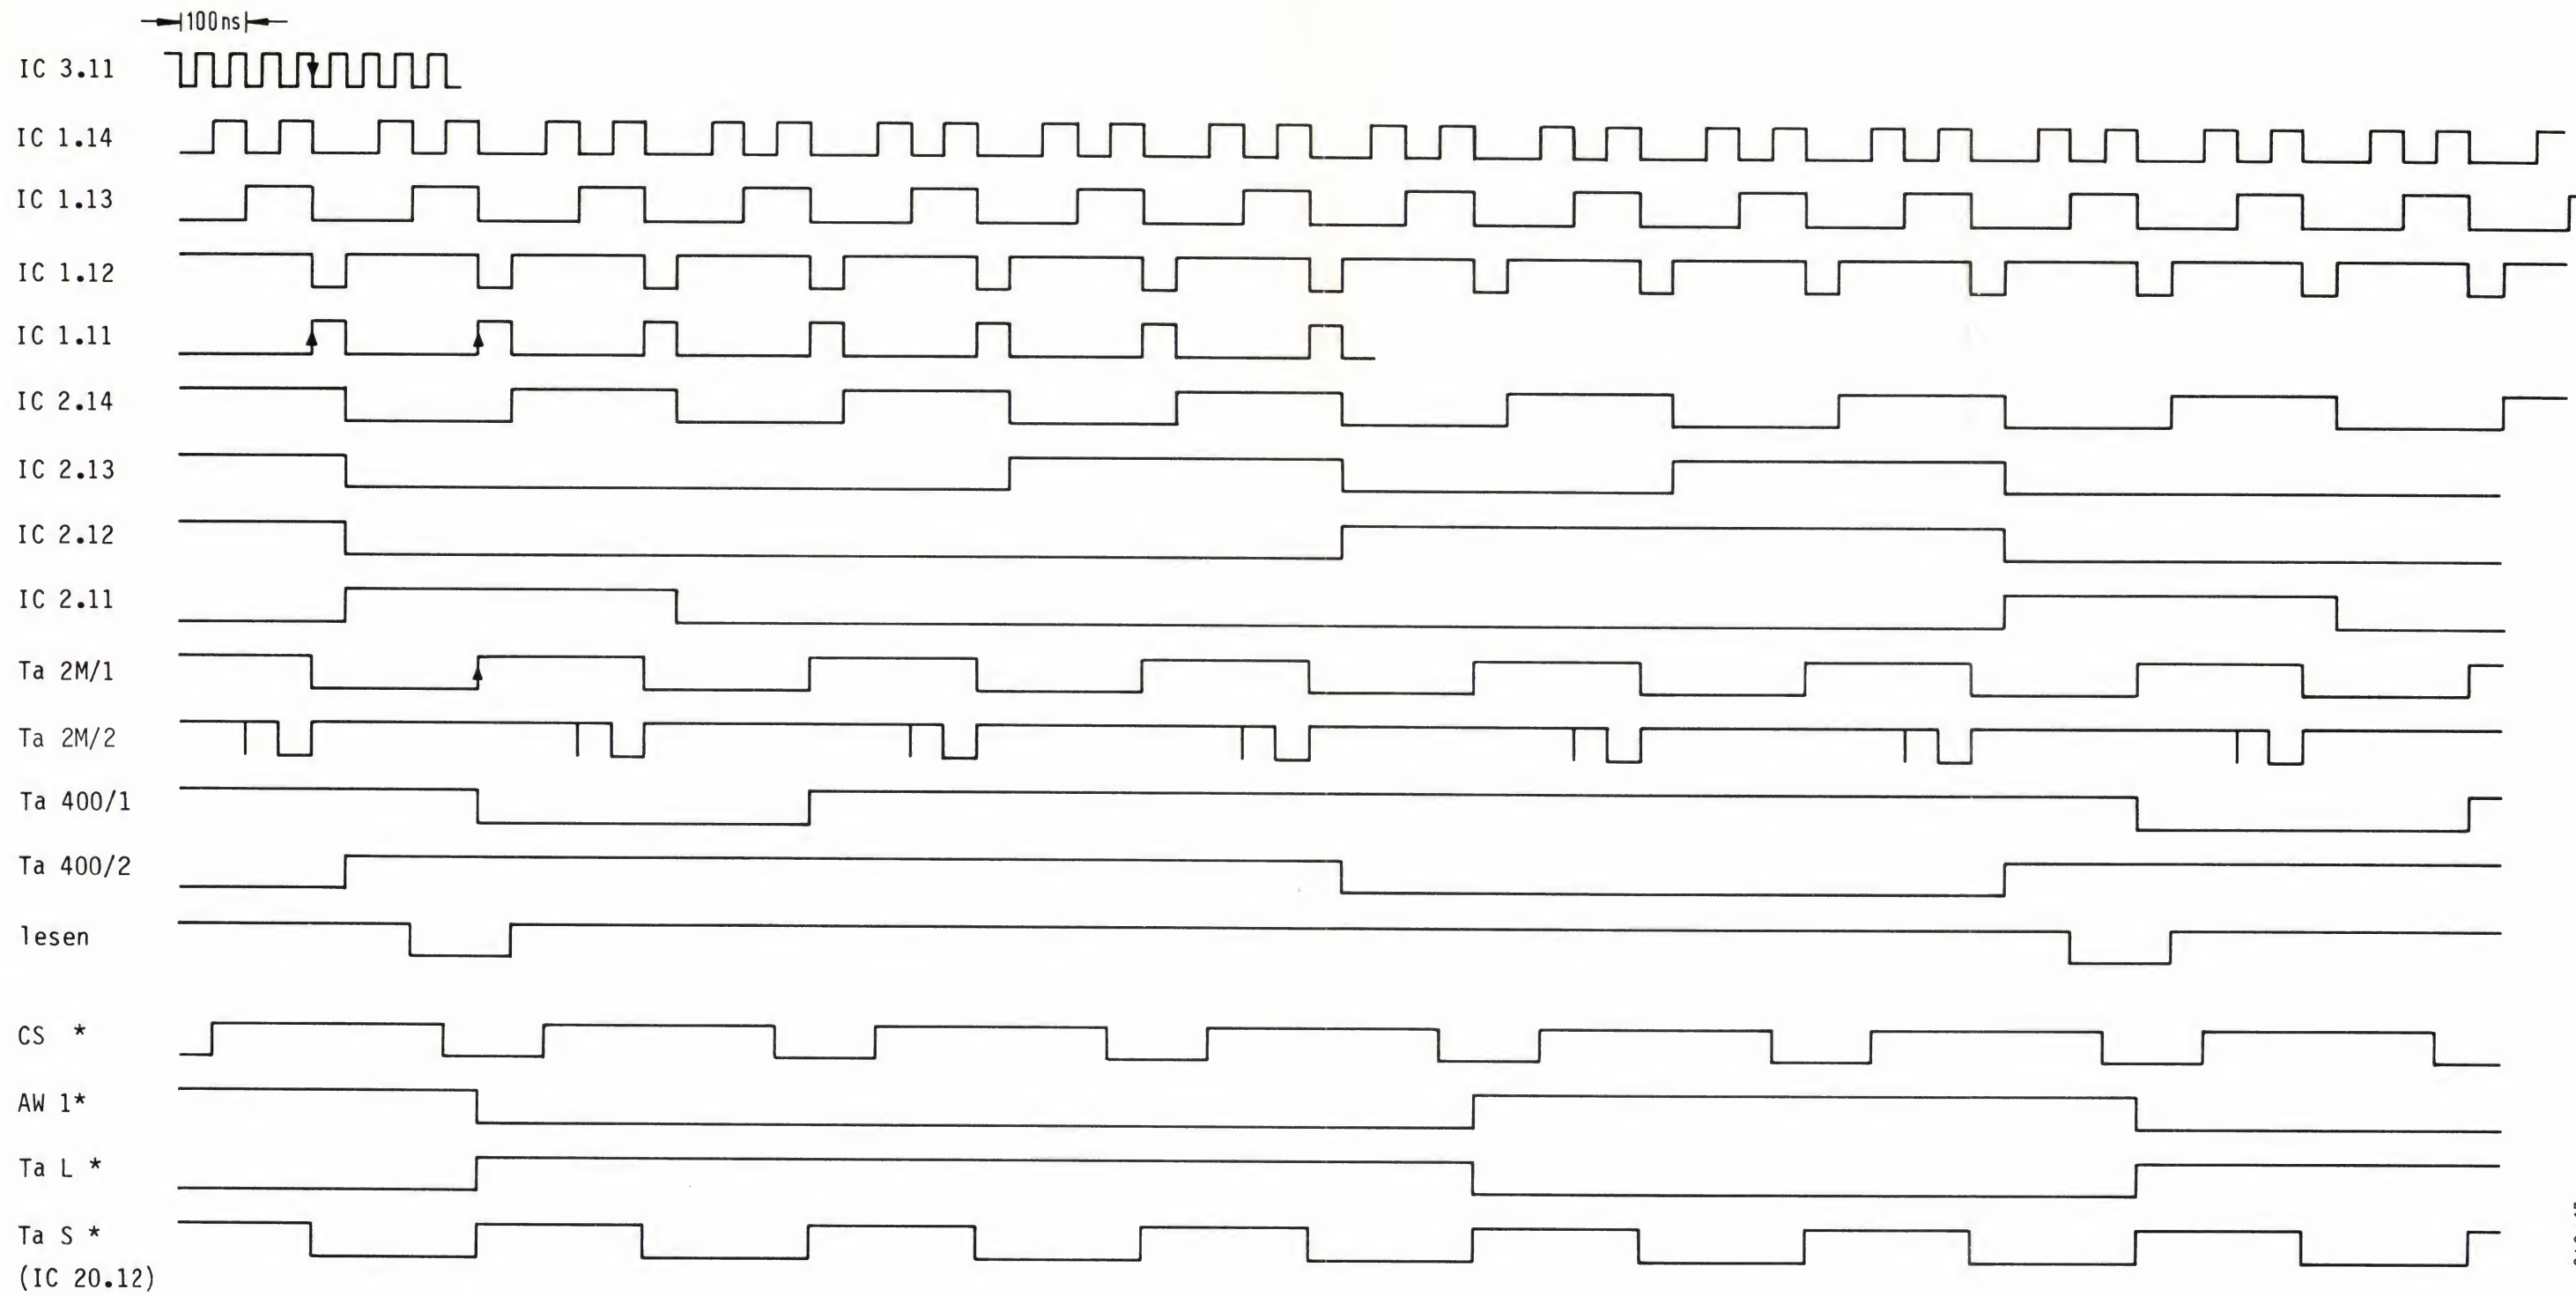 100ns
IC 3.11
IC 1.14
IC 1.13
IC 1.12
IC 1.11
IC 2.14
IC 2.13
IC 2.12
IC 2.11
Ta 2M/1
Ta 2M/2
Ta 400/1
Ta 400/2
lesen
CS *
AW 1*
Ta L *
Ta S *
(IC 20.12)